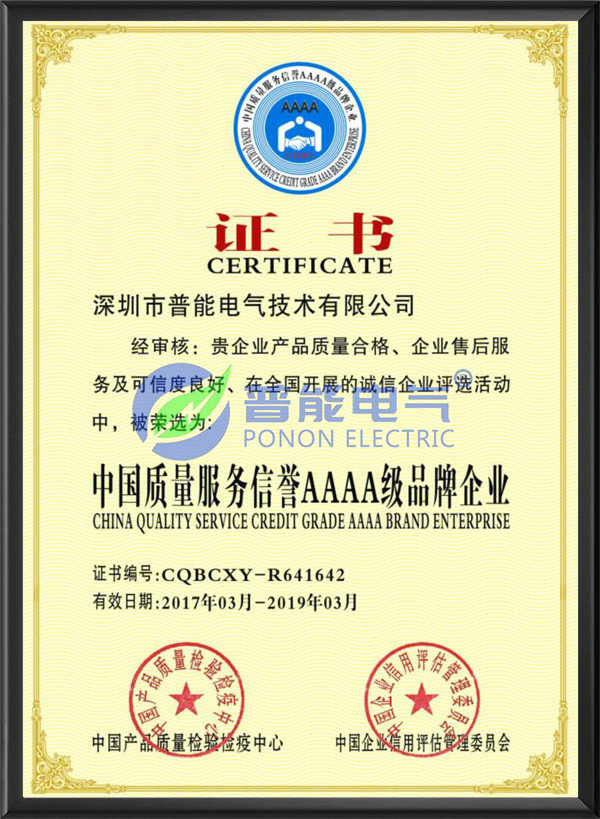 中国质量服务信誉AAAA级品牌企业
AAAA
CHINA QUALITY SERVICE CREDIT GRADE AAAA BRAND ENTERPRISE
证书
CERTIFICATE
深圳市普能电气技术有限公司
经审核：贵企业产品质量合格、企业售后服
务及可信度良好、在全国开展的诚信企业评选活动
中，被荣选为:
普能电气®
PONON ELECTRIC
中国质量服务信誉AAAA级品牌企业
CHINA QUALITY SERVICE CREDIT GRADE AAAA BRAND ENTERPRISE
证书编号:CQBCXY-R641642
有效日期:2017年03月-2019年03月
中国产品质量检验检疫中心
中国企业信用评估管理委员会
中国产品质量检验检疫中心
中国企业信用评估管理委员会